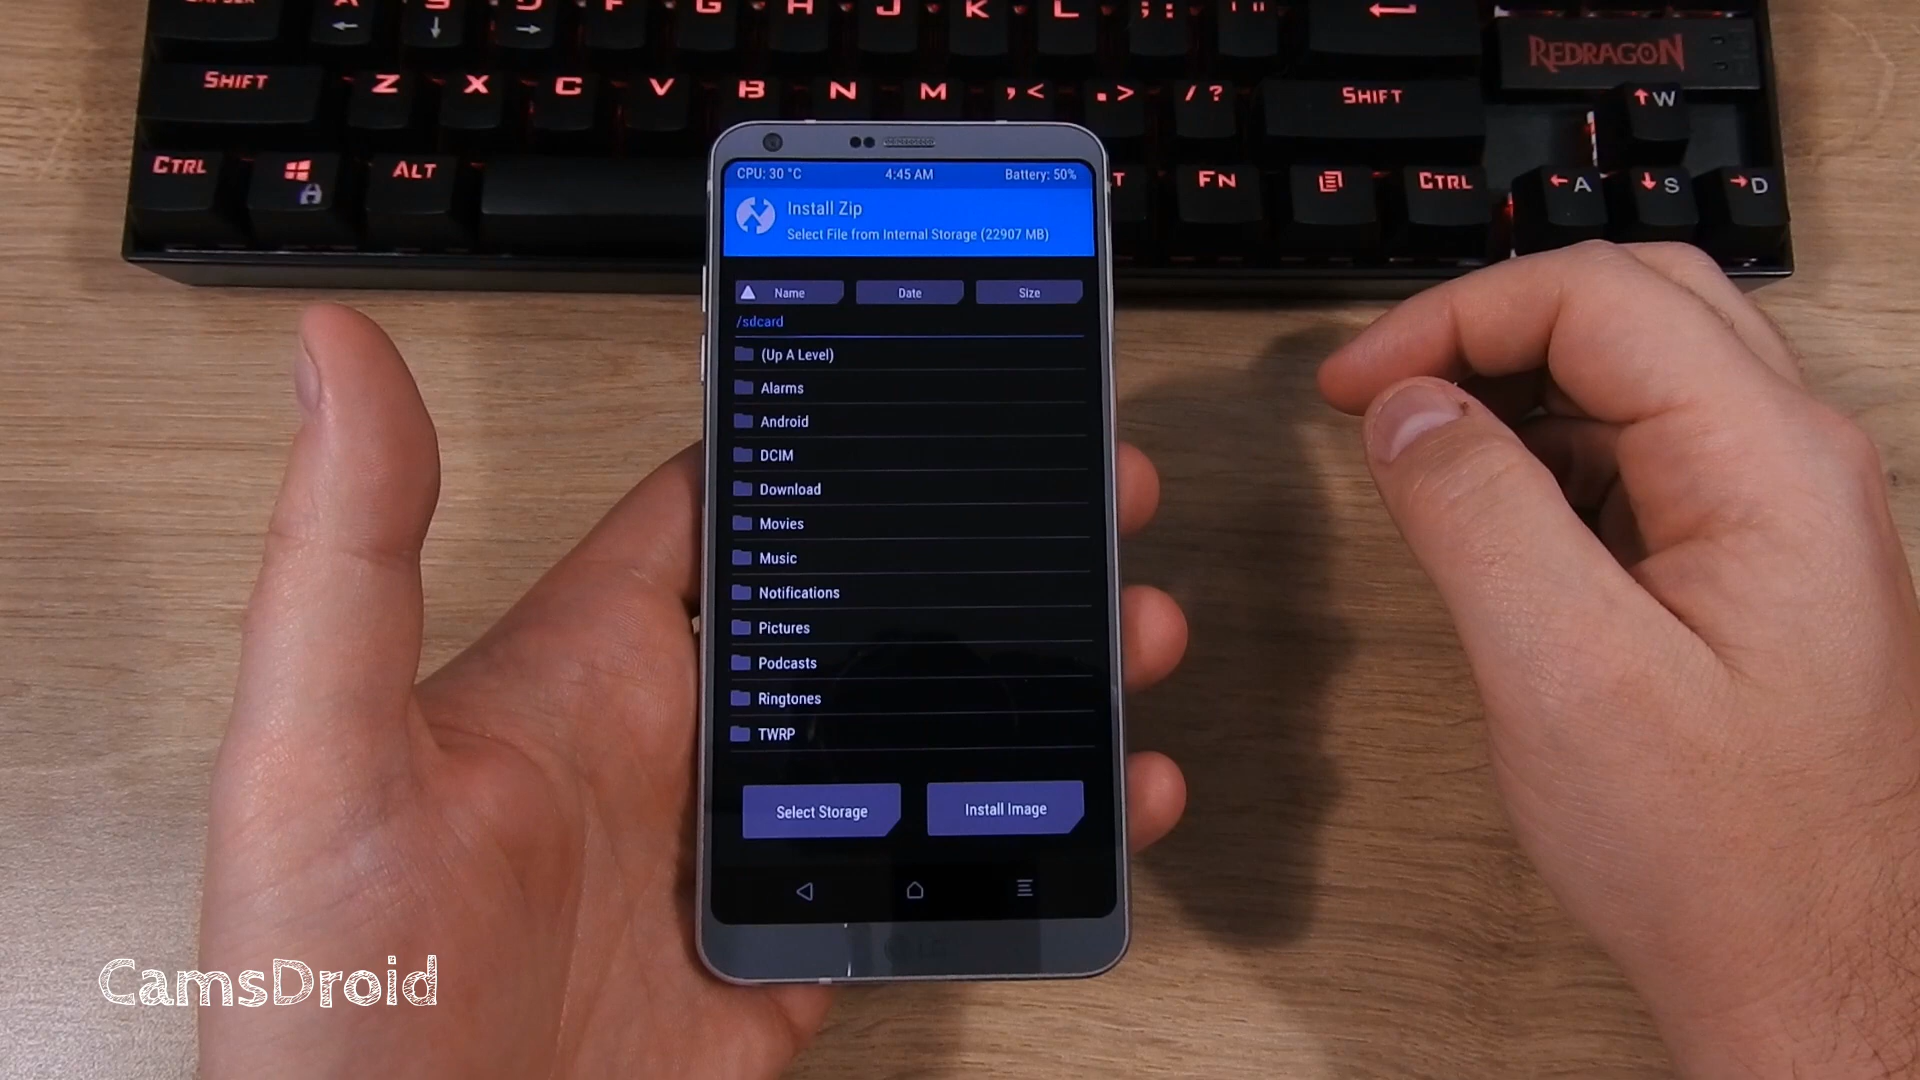 A S D F G H J K L ; : ' "
REDRAGON
SHIFT Z X C V B N M , < . > / ? SHIFT
W
CTRL ALT FN CTRL A S D
CPU: 30 °C 4:45 AM Battery: 50%
Install Zip
Select File from Internal Storage (22907 MB)
Name Date Size
/sdcard
(Up A Level)
Alarms
Android
DCIM
Download
Movies
Music
Notifications
Pictures
Podcasts
Ringtones
TWRP
Select Storage Install Image
LG
CamsDroid